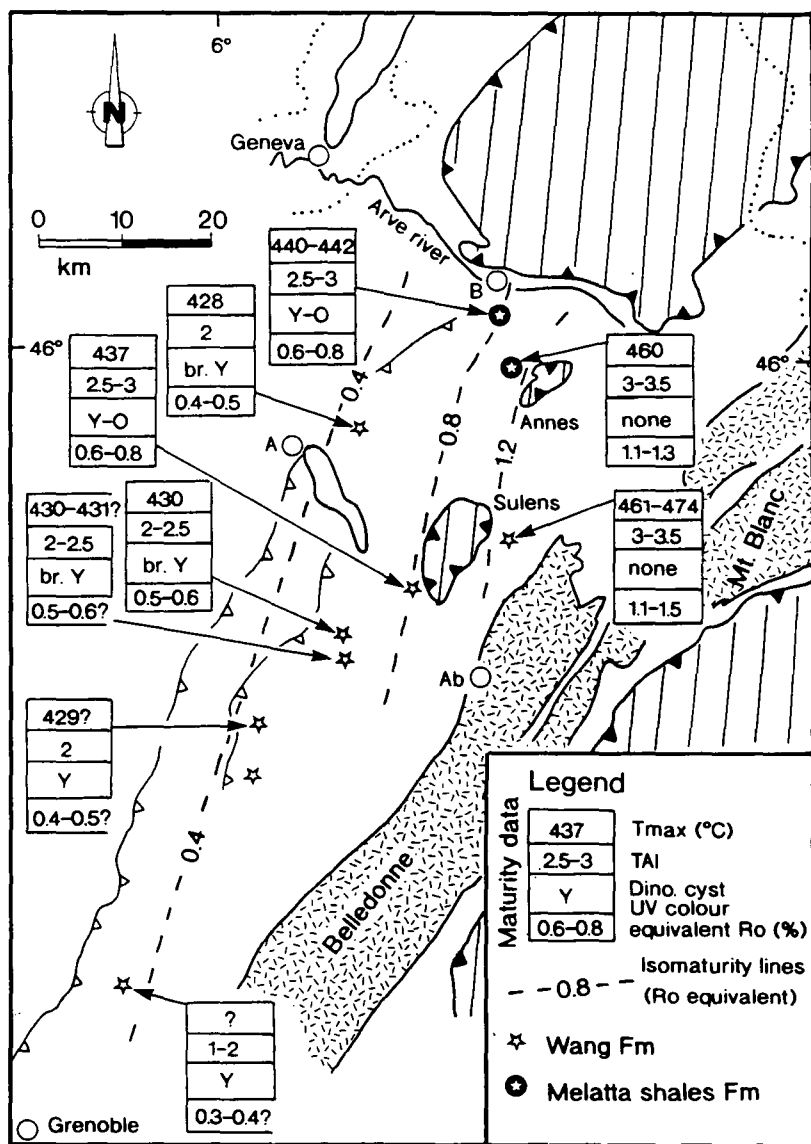 6°
N
Geneva
0 10 20
km
Arve river
440-442
2.5-3
Y-O
0.6-0.8
B
428
2
br. Y
0.4-0.5
46°
437
2.5-3
Y-O
0.6-0.8
0.4
0.8
1.2
460
3-3.5
none
1.1-1.3
46°
Annes
A
Sulens
430-431?
2-2.5
br. Y
0.5-0.6?
430
2-2.5
br. Y
0.5-0.6
461-474
3-3.5
none
1.1-1.5
Mt. Blanc
Ab
429?
2
Y
0.4-0.5?
0.4
Belledonne
?
1-2
Y
0.3-0.4?
Grenoble
Legend
Maturity data
437 Tmax (°C)
2.5-3 TAI
Y Dino. cyst
UV colour
0.6-0.8 equivalent Ro (%)
0.8 Isomaturity lines
(Ro equivalent)
Wang Fm
Melatta shales Fm